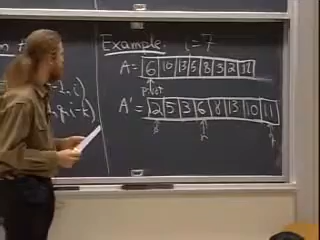 Example: i=7
A= 6 10 13 5 8 3 2 11
pivot
A'= 2 5 3 6 8 13 10 11
-1, i)
, q, i-k)